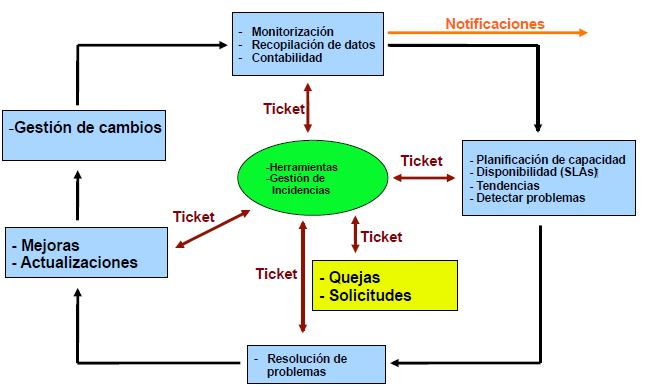 Notificaciones
- Monitorización
- Recopilación de datos
- Contabilidad
Ticket
-Gestión de cambios
-Herramientas
-Gestión de
Incidencias
Ticket
- Planificación de capacidad
- Disponibilidad (SLAs)
- Tendencias
- Detectar problemas
Ticket
- Mejoras
- Actualizaciones
Ticket
- Quejas
- Solicitudes
Ticket
- Resolución de
problemas